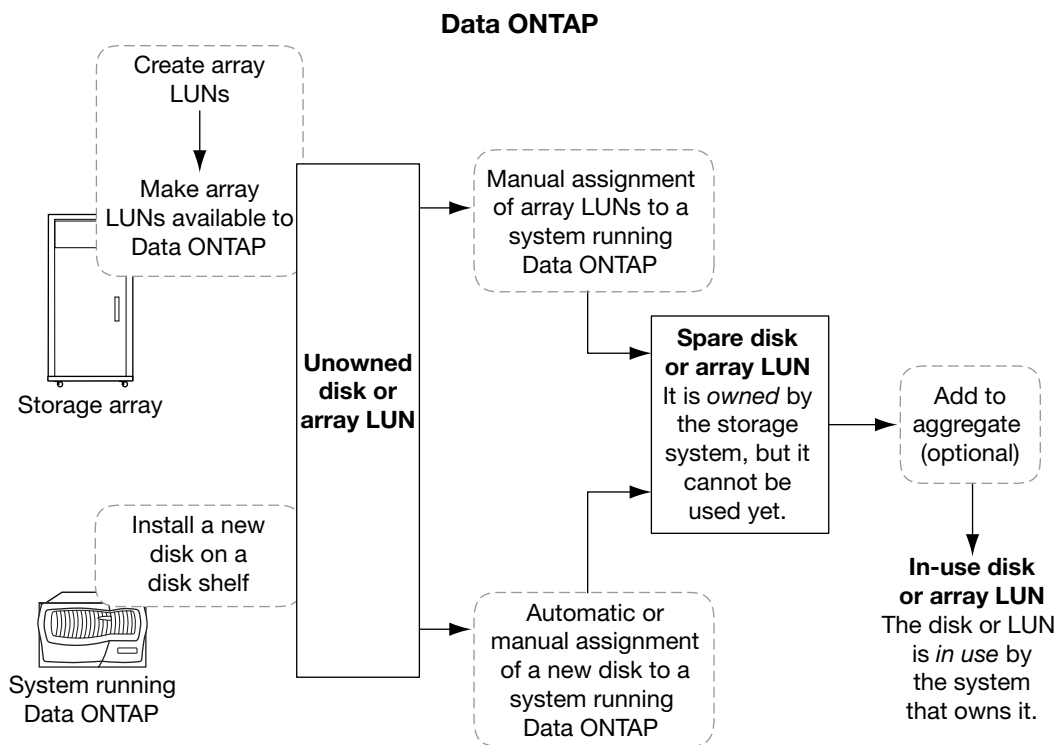 Data ONTAP
Create array
LUNs
Make array
LUNs available to
Data ONTAP
Storage array
Install a new
disk on a
disk shelf
System running
Data ONTAP
Unowned
disk or
array LUN
Manual assignment
of array LUNs to a
system running
Data ONTAP
Automatic or
manual assignment
of a new disk to a
system running
Data ONTAP
Spare disk
or array LUN
It is owned by
the storage
system, but it
cannot be
used yet.
Add to
aggregate
(optional)
In-use disk
or array LUN
The disk or LUN
is in use by
the system
that owns it.